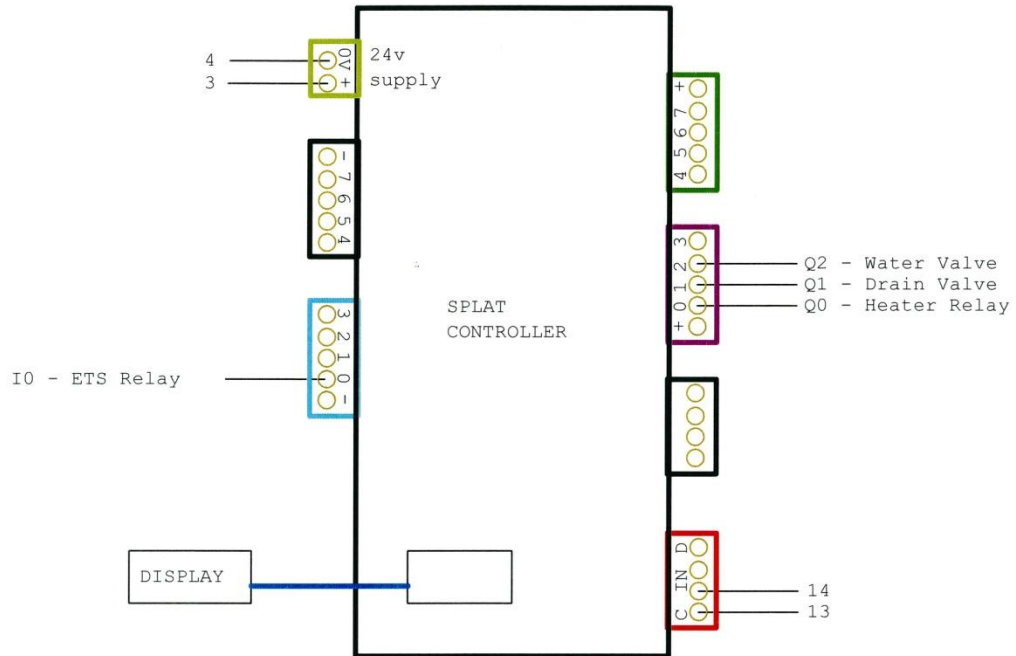 4
3
0V
+
24v
supply
-
7
6
5
4
3
2
1
0
-
I0 - ETS Relay
SPLAT
CONTROLLER
DISPLAY
+
7
6
5
4
3
2
1
0
+
Q2 - Water Valve
Q1 - Drain Valve
Q0 - Heater Relay
D
IN
C
14
13